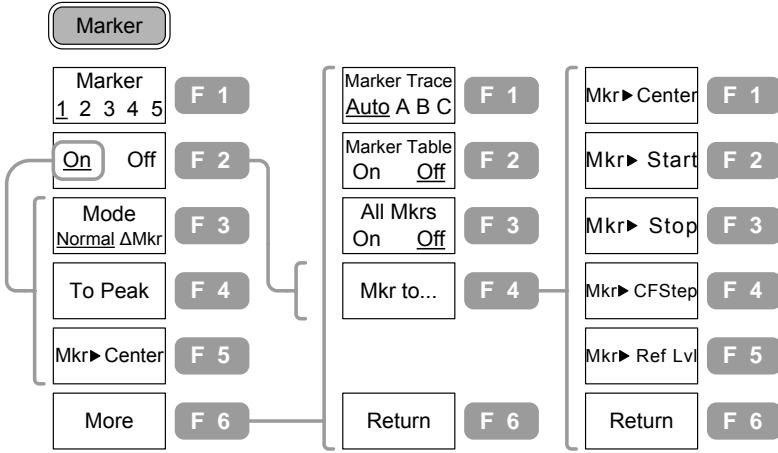 Marker
Marker
1 2 3 4 5
F 1
On Off
F 2
Mode
Normal ΔMkr
F 3
To Peak
F 4
Mkr▶Center
F 5
More
F 6
Marker Trace
Auto A B C
F 1
Marker Table
On Off
F 2
All Mkrs
On Off
F 3
Mkr to...
F 4
Return
F 6
Mkr▶Center
F 1
Mkr▶ Start
F 2
Mkr▶ Stop
F 3
Mkr▶ CFStep
F 4
Mkr▶ Ref Lvl
F 5
Return
F 6